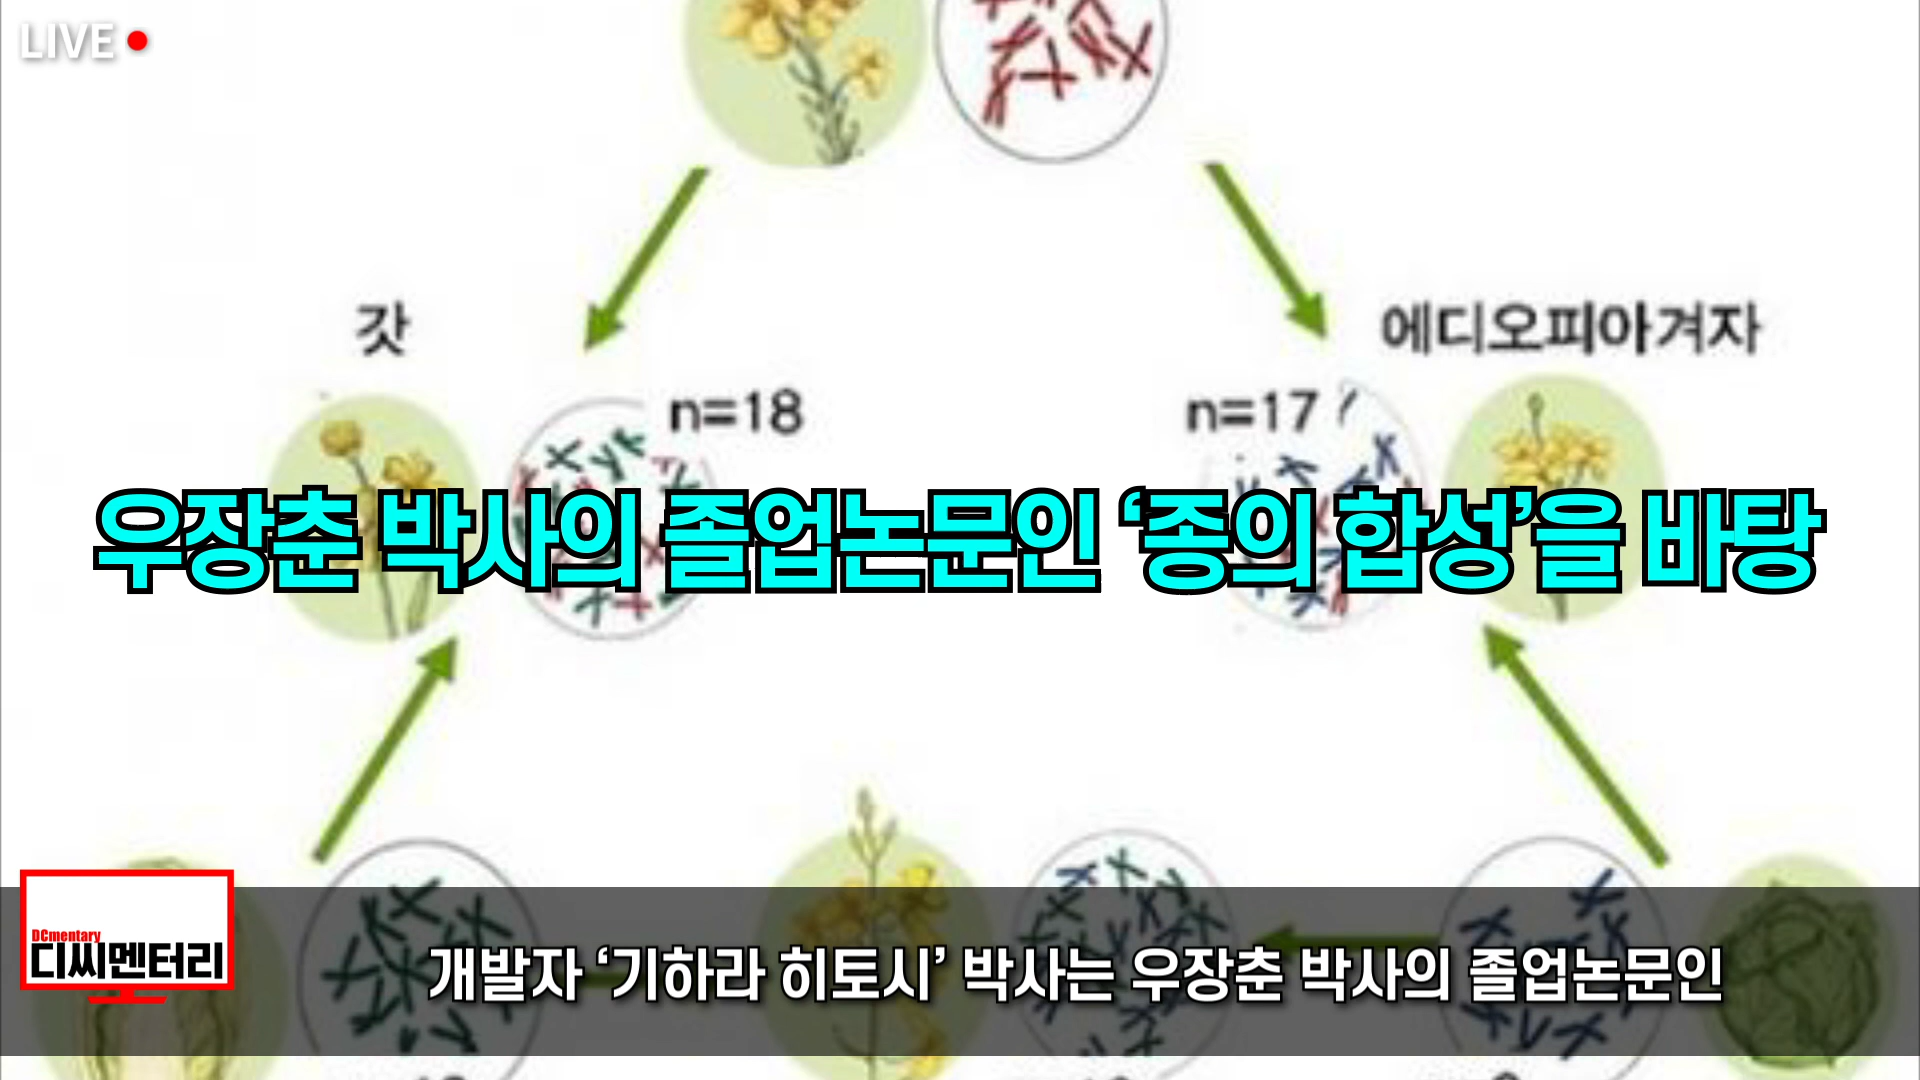 LIVE
갓
에디오피아겨자
n=18
n=17
우장춘 박사의 졸업논문인 ‘종의 합성’을 바탕
DCmentary
디씨멘터리
개발자 ‘기하라 히토시’ 박사는 우장춘 박사의 졸업논문인